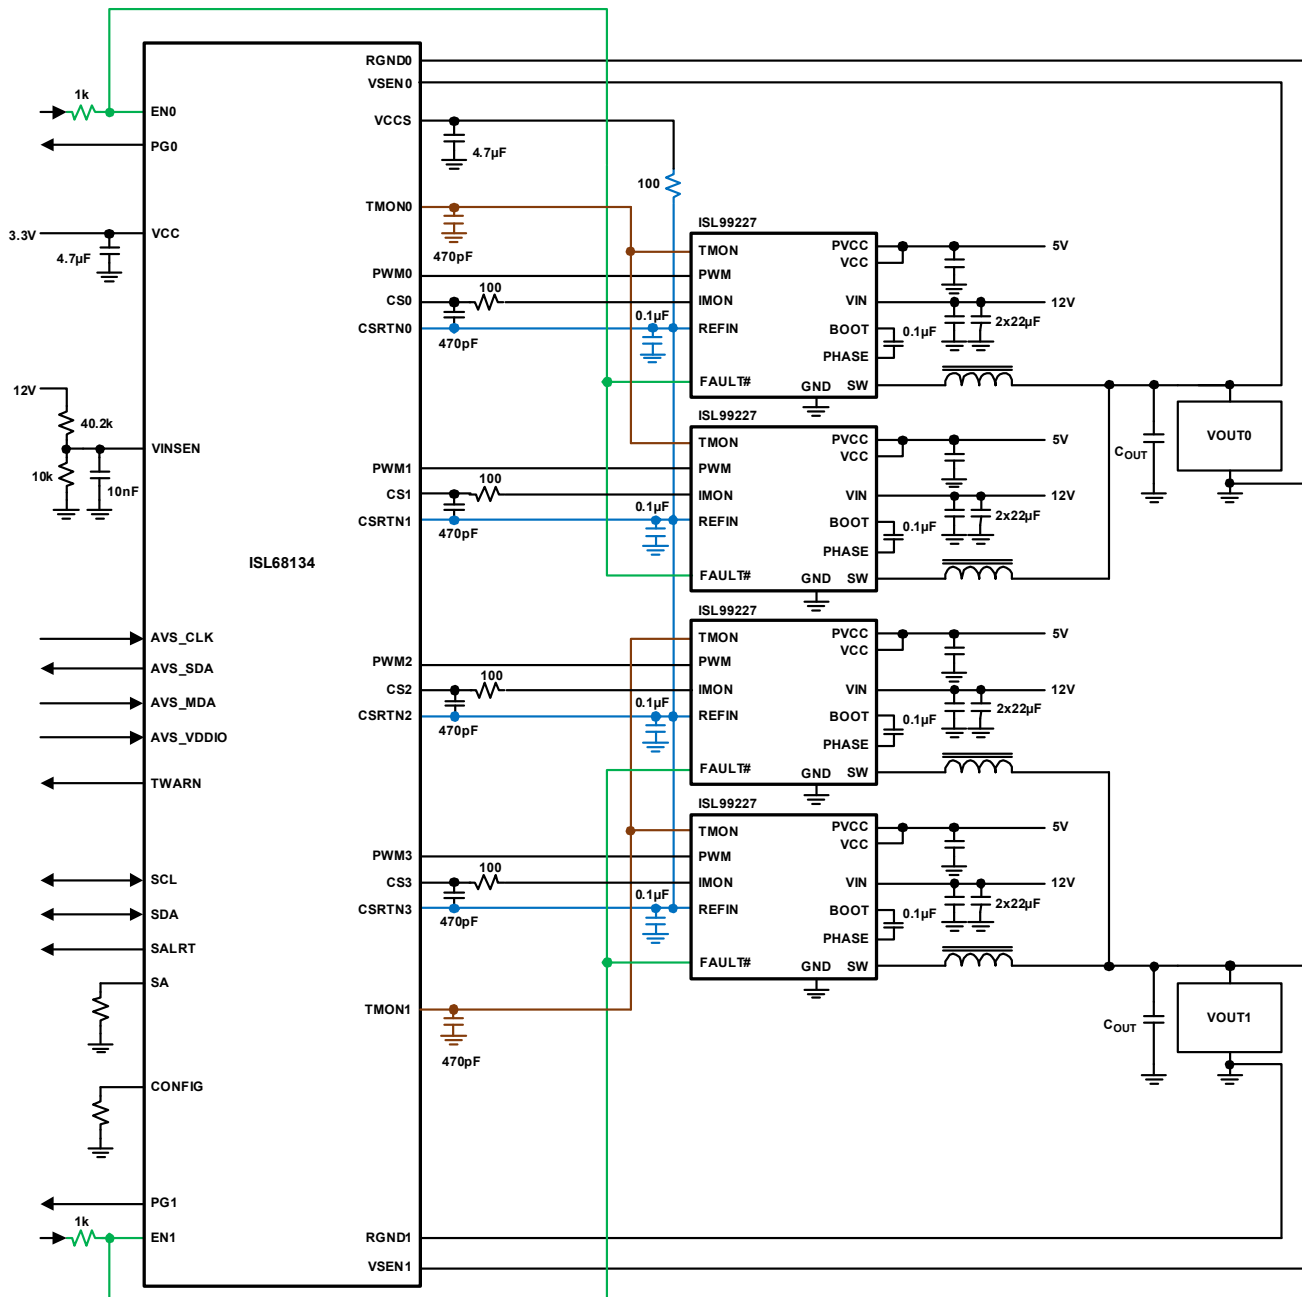 RGND0
VSEN0
1k
EN0
VCCS
PG0
4.7µF
100
TMON0
ISL99227
3.3V
VCC
470pF
TMON
PVCC
5V
4.7µF
VCC
PWM0
PWM
CS0
100
IMON
VIN
12V
CSRTN0
0.1µF
REFIN
BOOT
0.1µF
2x22µF
470pF
PHASE
12V
FAULT#
GND
SW
ISL99227
40.2k
VINSEN
TMON
PVCC
5V
COUT
VOUT0
VCC
PWM1
PWM
10k
10nF
CS1
100
IMON
VIN
12V
CSRTN1
0.1µF
REFIN
BOOT
0.1µF
2x22µF
470pF
PHASE
ISL68134
FAULT#
GND
SW
ISL99227
AVS_CLK
TMON
PVCC
5V
VCC
AVS_SDA
PWM2
PWM
CS2
100
IMON
VIN
12V
AVS_MDA
CSRTN2
0.1µF
REFIN
BOOT
0.1µF
2x22µF
470pF
AVS_VDDIO
PHASE
TWARN
FAULT#
GND
SW
ISL99227
TMON
PVCC
5V
VCC
PWM3
PWM
SCL
CS3
100
IMON
VIN
12V
SDA
CSRTN3
0.1µF
REFIN
BOOT
0.1µF
2x22µF
470pF
PHASE
SALRT
FAULT#
GND
SW
SA
TMON1
COUT
VOUT1
470pF
CONFIG
PG1
1k
EN1
RGND1
VSEN1